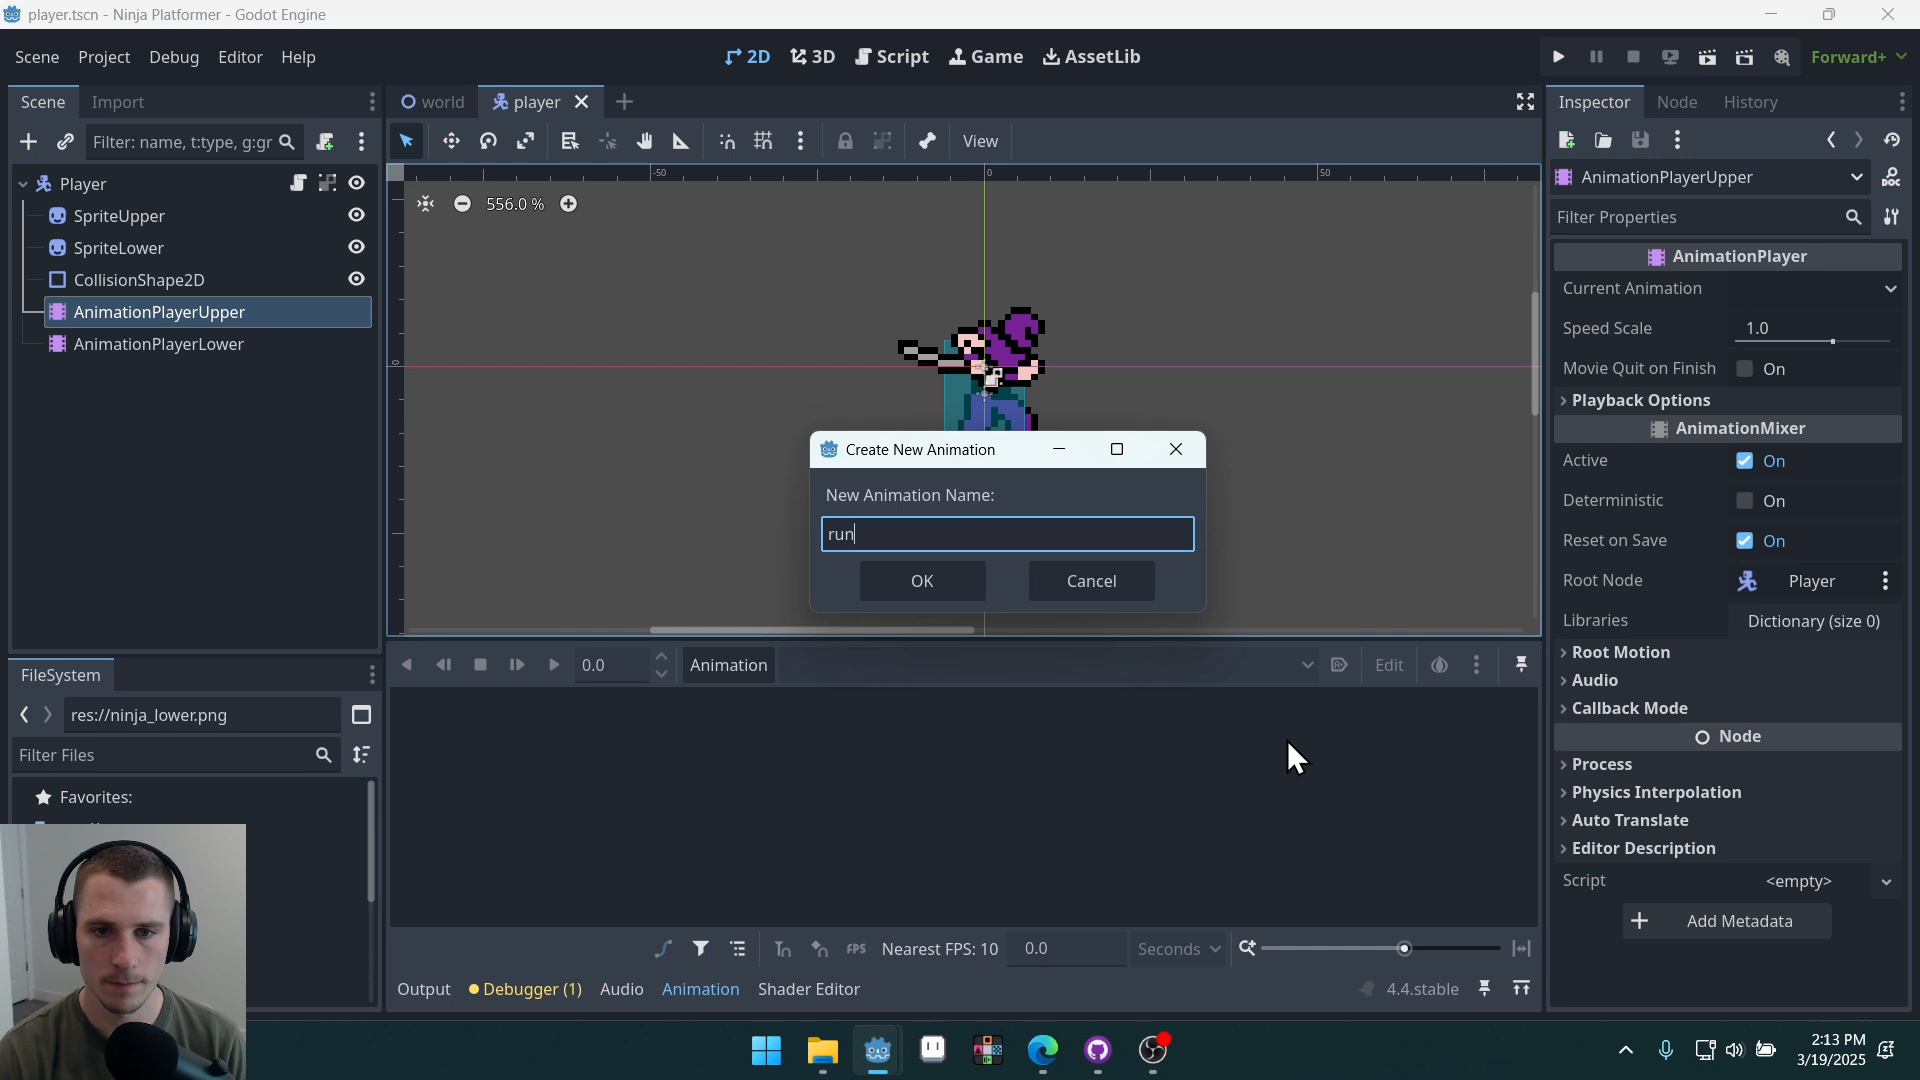 player.tscn - Ninja Platformer - Godot Engine
Scene Project Debug Editor Help
2D 3D Script Game AssetLib
Forward+
Scene Import
world player
Inspector Node History
Filter: name, t:type, g:gr
View
Player
SpriteUpper
SpriteLower
CollisionShape2D
AnimationPlayerUpper
AnimationPlayerLower
-50 0 50
556.0 %
0
Create New Animation
New Animation Name:
run
OK Cancel
0.0 Animation Edit
Nearest FPS: 10 0.0 Seconds
FPS
Output Debugger (1) Audio Animation Shader Editor 4.4.stable
FileSystem
res://ninja_lower.png
Filter Files
Favorites:
AnimationPlayerUpper
DOC
Filter Properties
AnimationPlayer
Current Animation
Speed Scale 1.0
Movie Quit on Finish On
Playback Options
AnimationMixer
Active On
Deterministic On
Reset on Save On
Root Node Player
Libraries Dictionary (size 0)
Root Motion
Audio
Callback Mode
Node
Process
Physics Interpolation
Auto Translate
Editor Description
Script <empty>
Add Metadata
2:13 PM
3/19/2025